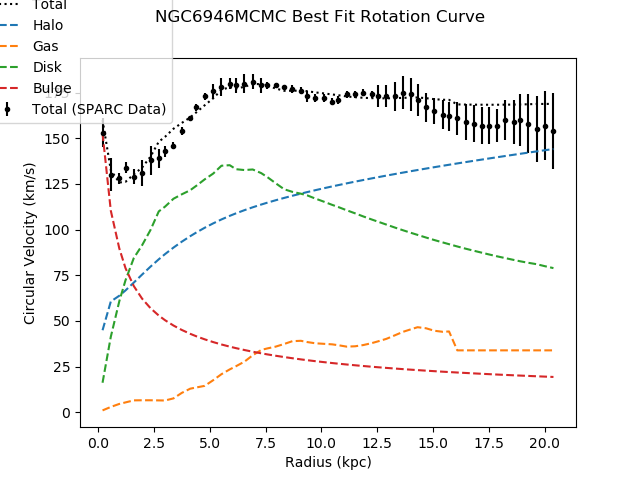 NGC6946MCMC Best Fit Rotation Curve
Total
Halo
Gas
Disk
Bulge
Total (SPARC Data)
150
125
100
75
50
25
0
Circular Velocity (km/s)
0.0 2.5 5.0 7.5 10.0 12.5 15.0 17.5 20.0
Radius (kpc)